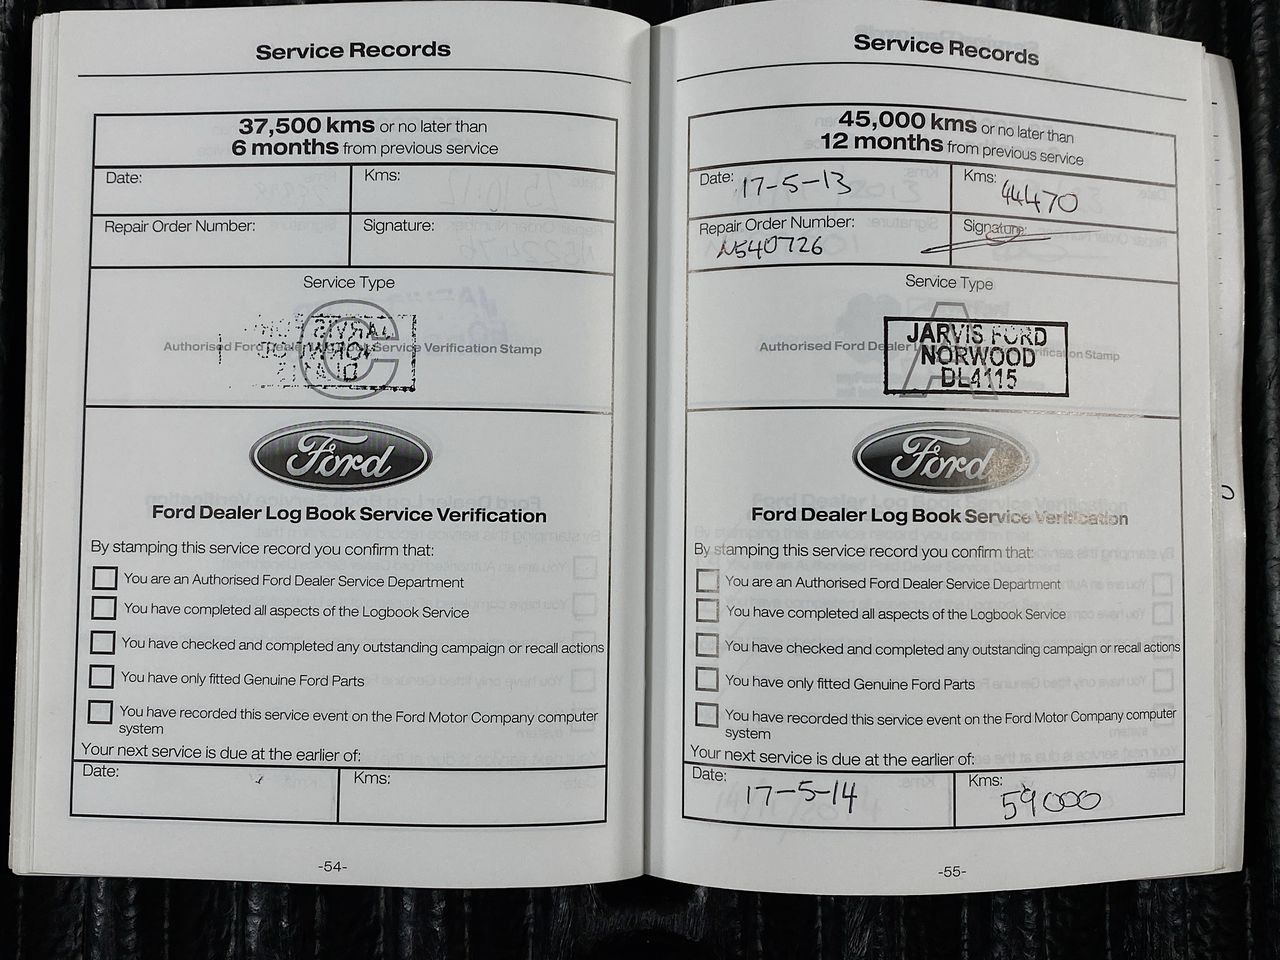 Service Records
37,500 kms or no later than
6 months from previous service
Date:
Kms:
Repair Order Number:
Signature:
Service Type
C
Authorised Ford Dealer Logbook Service Verification Stamp
Ford
Ford Dealer Log Book Service Verification
By stamping this service record you confirm that:
You are an Authorised Ford Dealer Service Department
You have completed all aspects of the Logbook Service
You have checked and completed any outstanding campaign or recall actions
You have only fitted Genuine Ford Parts
You have recorded this service event on the Ford Motor Company computer
system
Your next service is due at the earlier of:
Date:
Kms:
-54-
Service Records
45,000 kms or no later than
12 months from previous service
Date: 17-5-13
Kms: 44470
Repair Order Number:
N540726
Signature:
Service Type
A
Authorised Ford Dealer Verification Stamp
JARVIS FORD
NORWOOD
DL4115
Ford
Ford Dealer Log Book Service Verification
By stamping this service record you confirm that:
You are an Authorised Ford Dealer Service Department
You have completed all aspects of the Logbook Service
You have checked and completed any outstanding campaign or recall actions
You have only fitted Genuine Ford Parts
You have recorded this service event on the Ford Motor Company computer
system
Your next service is due at the earlier of:
Date: 17-5-14
Kms: 59000
-55-